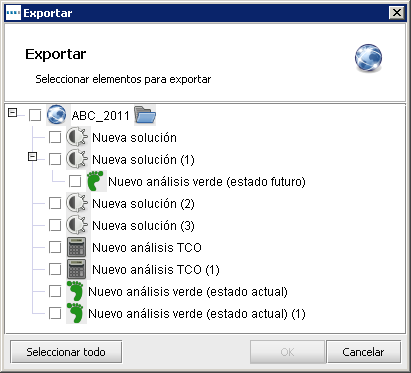 Exportar
Exportar
Seleccionar elementos para exportar
ABC_2011
Nueva solución
Nueva solución (1)
Nuevo análisis verde (estado futuro)
Nueva solución (2)
Nueva solución (3)
Nuevo análisis TCO
Nuevo análisis TCO (1)
Nuevo análisis verde (estado actual)
Nuevo análisis verde (estado actual) (1)
Seleccionar todo
OK
Cancelar